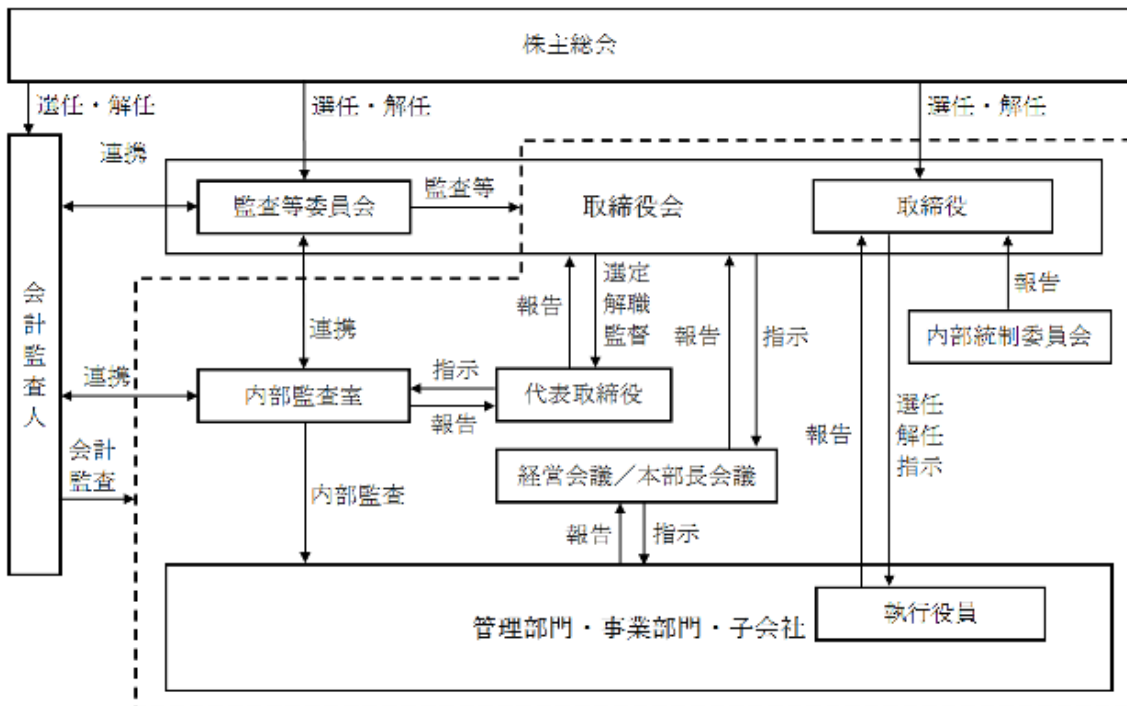 株主総会
選任・解任
選任・解任
選任・解任
連携
監査等委員会
監査等
取締役会
取締役
会計監査人
連携
報告
選定
解職
監督
報告
指示
報告
内部統制委員会
連携
内部監査室
指示
報告
代表取締役
報告
選任
解任
指示
会計
監査
内部監査
経営会議/本部長会議
報告
指示
管理部門・事業部門・子会社
執行役員